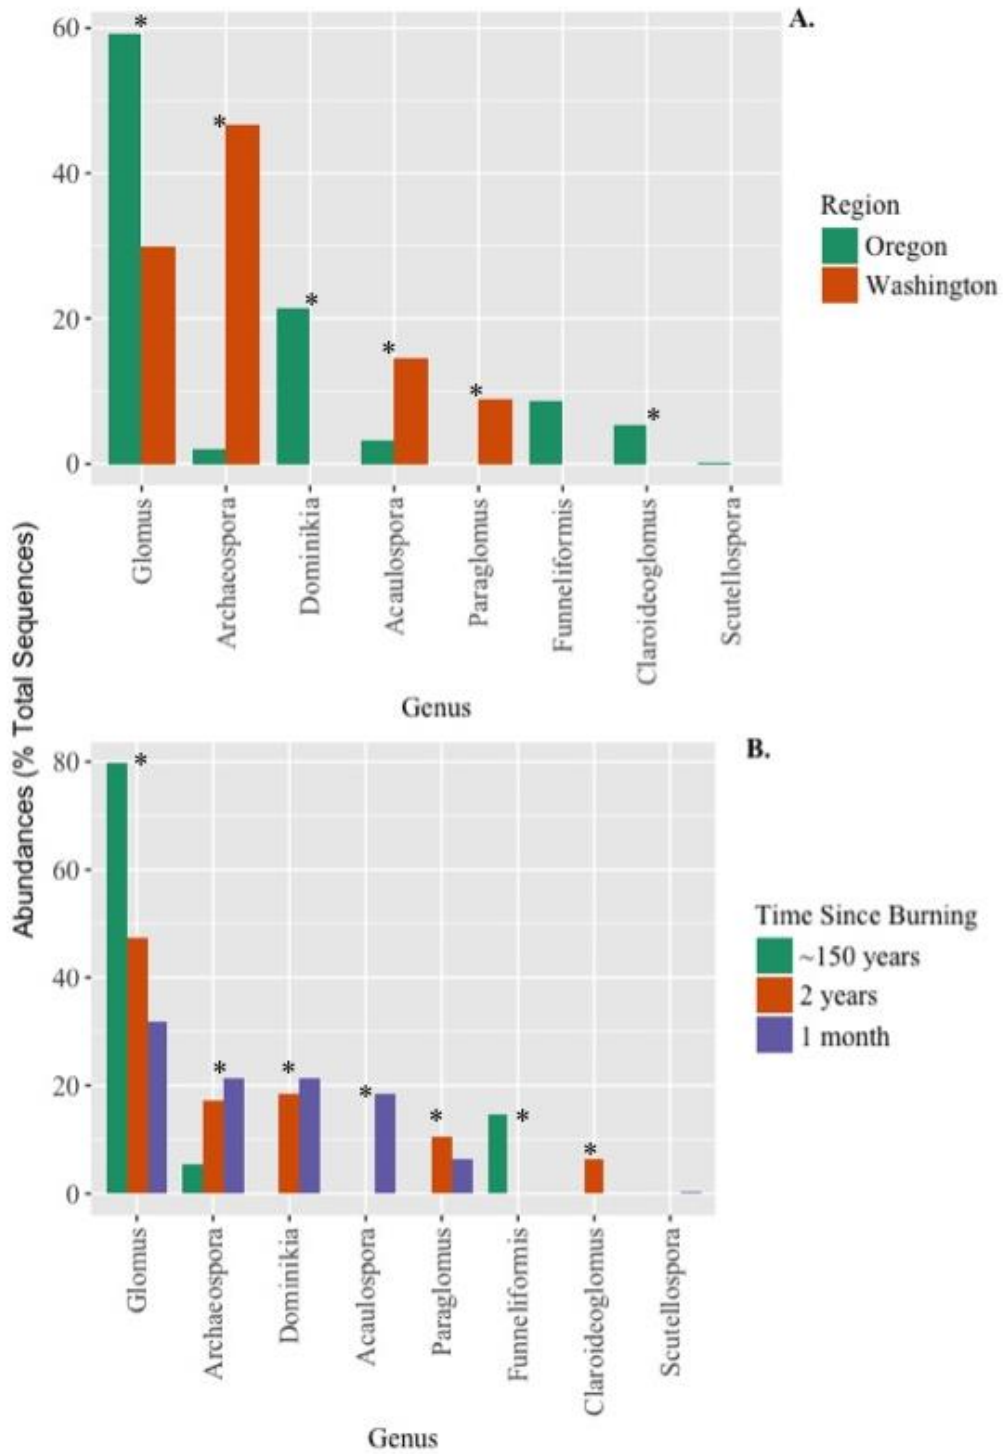 A.
60
40
20
0
*
*
*
*
*
*
Region
Oregon
Washington
Glomus
Archaeospora
Dominikia
Acaulospora
Paraglomus
Funneliformis
Claroideoglomus
Scutellospora
Genus
Abundances (% Total Sequences)
B.
80
60
40
20
0
*
*
*
*
*
*
*
Time Since Burning
~150 years
2 years
1 month
Glomus
Archaeospora
Dominikia
Acaulospora
Paraglomus
Funneliformis
Claroideoglomus
Scutellospora
Genus